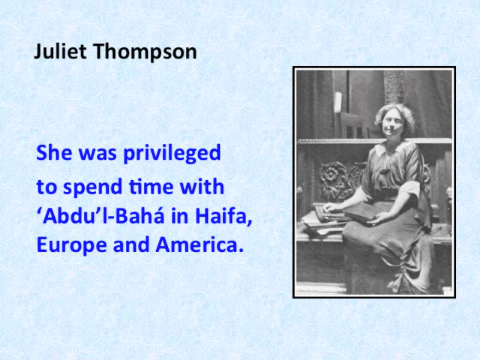 Juliet Thompson
She was privileged
to spend time with
‘Abdu’l-Bahá in Haifa,
Europe and America.